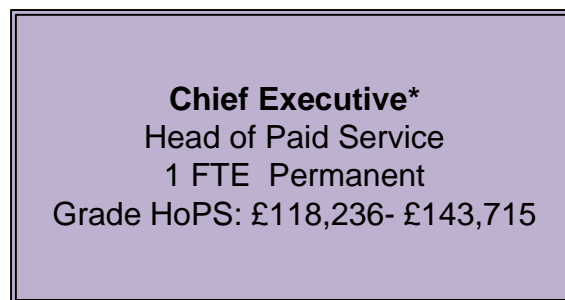 Chief Executive*
Head of Paid Service
1 FTE  Permanent
Grade HoPS: £118,236- £143,715